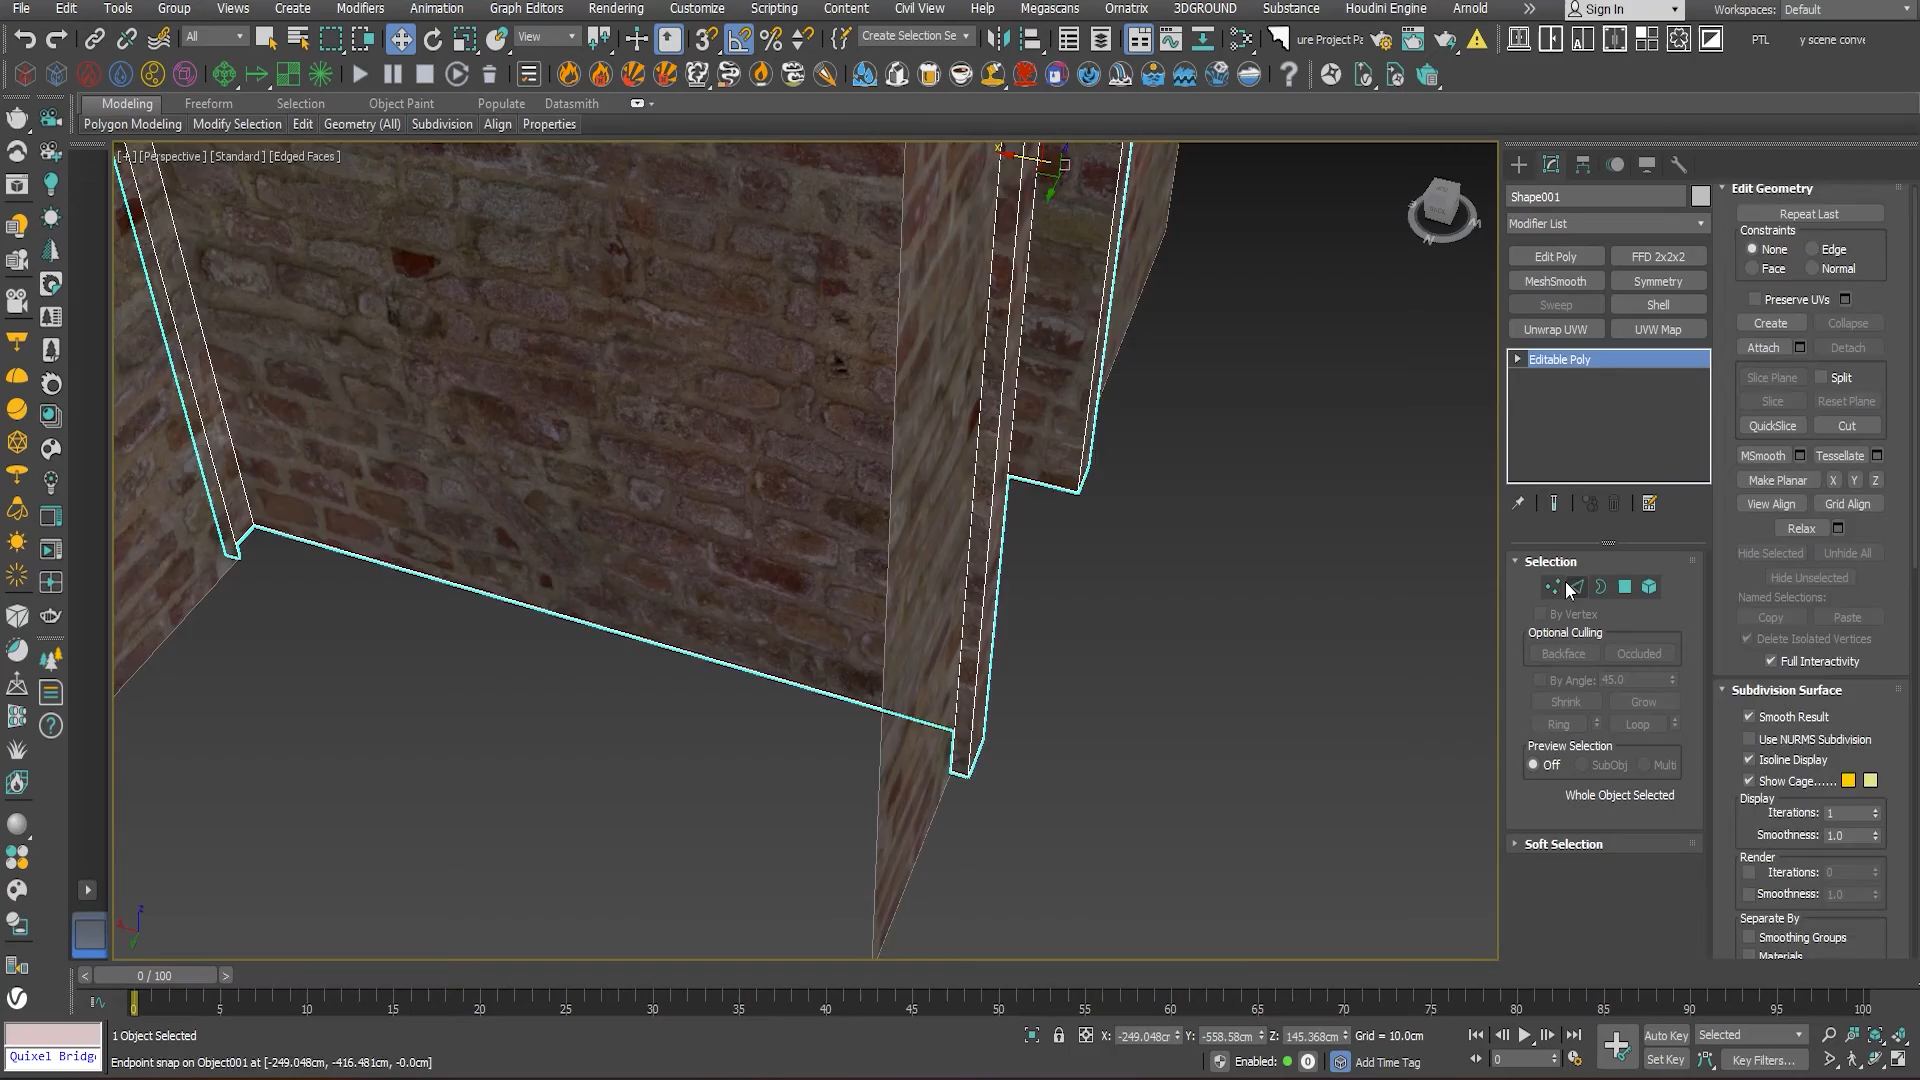 File Edit Tools Group Views Create Modifiers Animation Graph Editors Rendering Customize Scripting Content Civil View Help Megascans Ornatrix 3DGROUND Substance Houdini Engine Arnold Sign In Workspaces: Default
All View Create Selection Se ure Project Pa PTL y scene conve
Modeling Freeform Selection Object Paint Populate Datasmith
Polygon Modeling Modify Selection Edit Geometry (All) Subdivision Align Properties
[+] [Perspective ] [Standard ] [Edged Faces ]
Shape001
Modifier List
Edit Poly FFD 2x2x2
MeshSmooth Symmetry
Sweep Shell
Unwrap UVW UVW Map
Editable Poly
Selection
By Vertex
Optional Culling
Backface Occluded
By Angle: 45.0
Shrink Grow
Ring Loop
Preview Selection
Off SubObj Multi
Whole Object Selected
Soft Selection
Edit Geometry
Repeat Last
Constraints
None Edge
Face Normal
Preserve UVs
Create Collapse
Attach Detach
Slice Plane Split
Slice Reset Plane
QuickSlice Cut
MSmooth Tessellate
Make Planar X Y Z
View Align Grid Align
Relax
Hide Selected Unhide All
Hide Unselected
Named Selections:
Copy Paste
Delete Isolated Vertices
Full Interactivity
Subdivision Surface
Smooth Result
Use NURMS Subdivision
Isoline Display
Show Cage......
Display
Iterations: 1
Smoothness: 1.0
Render
Iterations: 0
Smoothness: 1.0
Separate By
Smoothing Groups
Materials
< 0 / 100 >
0 5 10 15 20 25 30 35 40 45 50 55 60 65 70 75 80 85 90 95 100
1 Object Selected X: -249.048cr Y: -558.58cm Z: 145.368cm Grid = 10.0cm Auto Key Selected
Quixel Bridge Endpoint snap on Object001 at [-249.048cm, -416.481cm, -0.0cm] Enabled: 0 Add Time Tag 0 Set Key Key Filters...